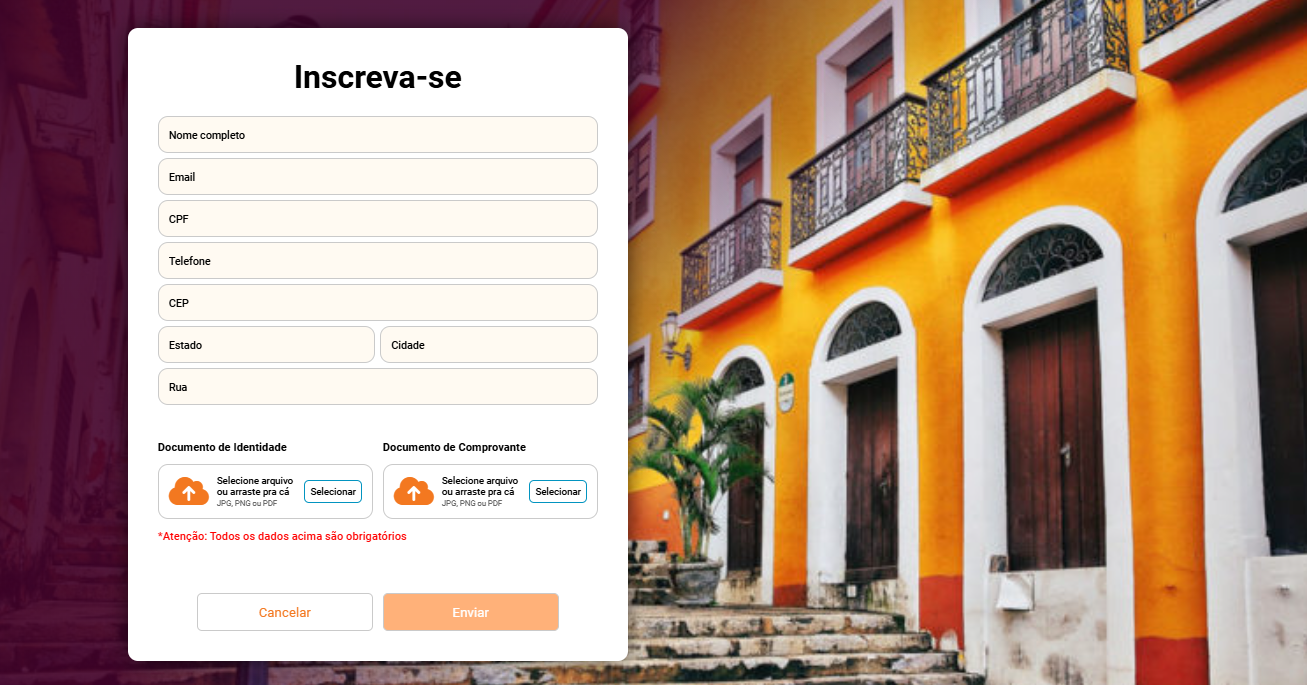 Inscreva-se
Nome completo
Email
CPF
Telefone
CEP
Estado
Cidade
Rua
Documento de Identidade
Documento de Comprovante
Selecione arquivo
ou arraste pra cá
JPG, PNG ou PDF
Selecionar
Selecione arquivo
ou arraste pra cá
JPG, PNG ou PDF
Selecionar
*Atenção: Todos os dados acima são obrigatórios
Cancelar
Enviar